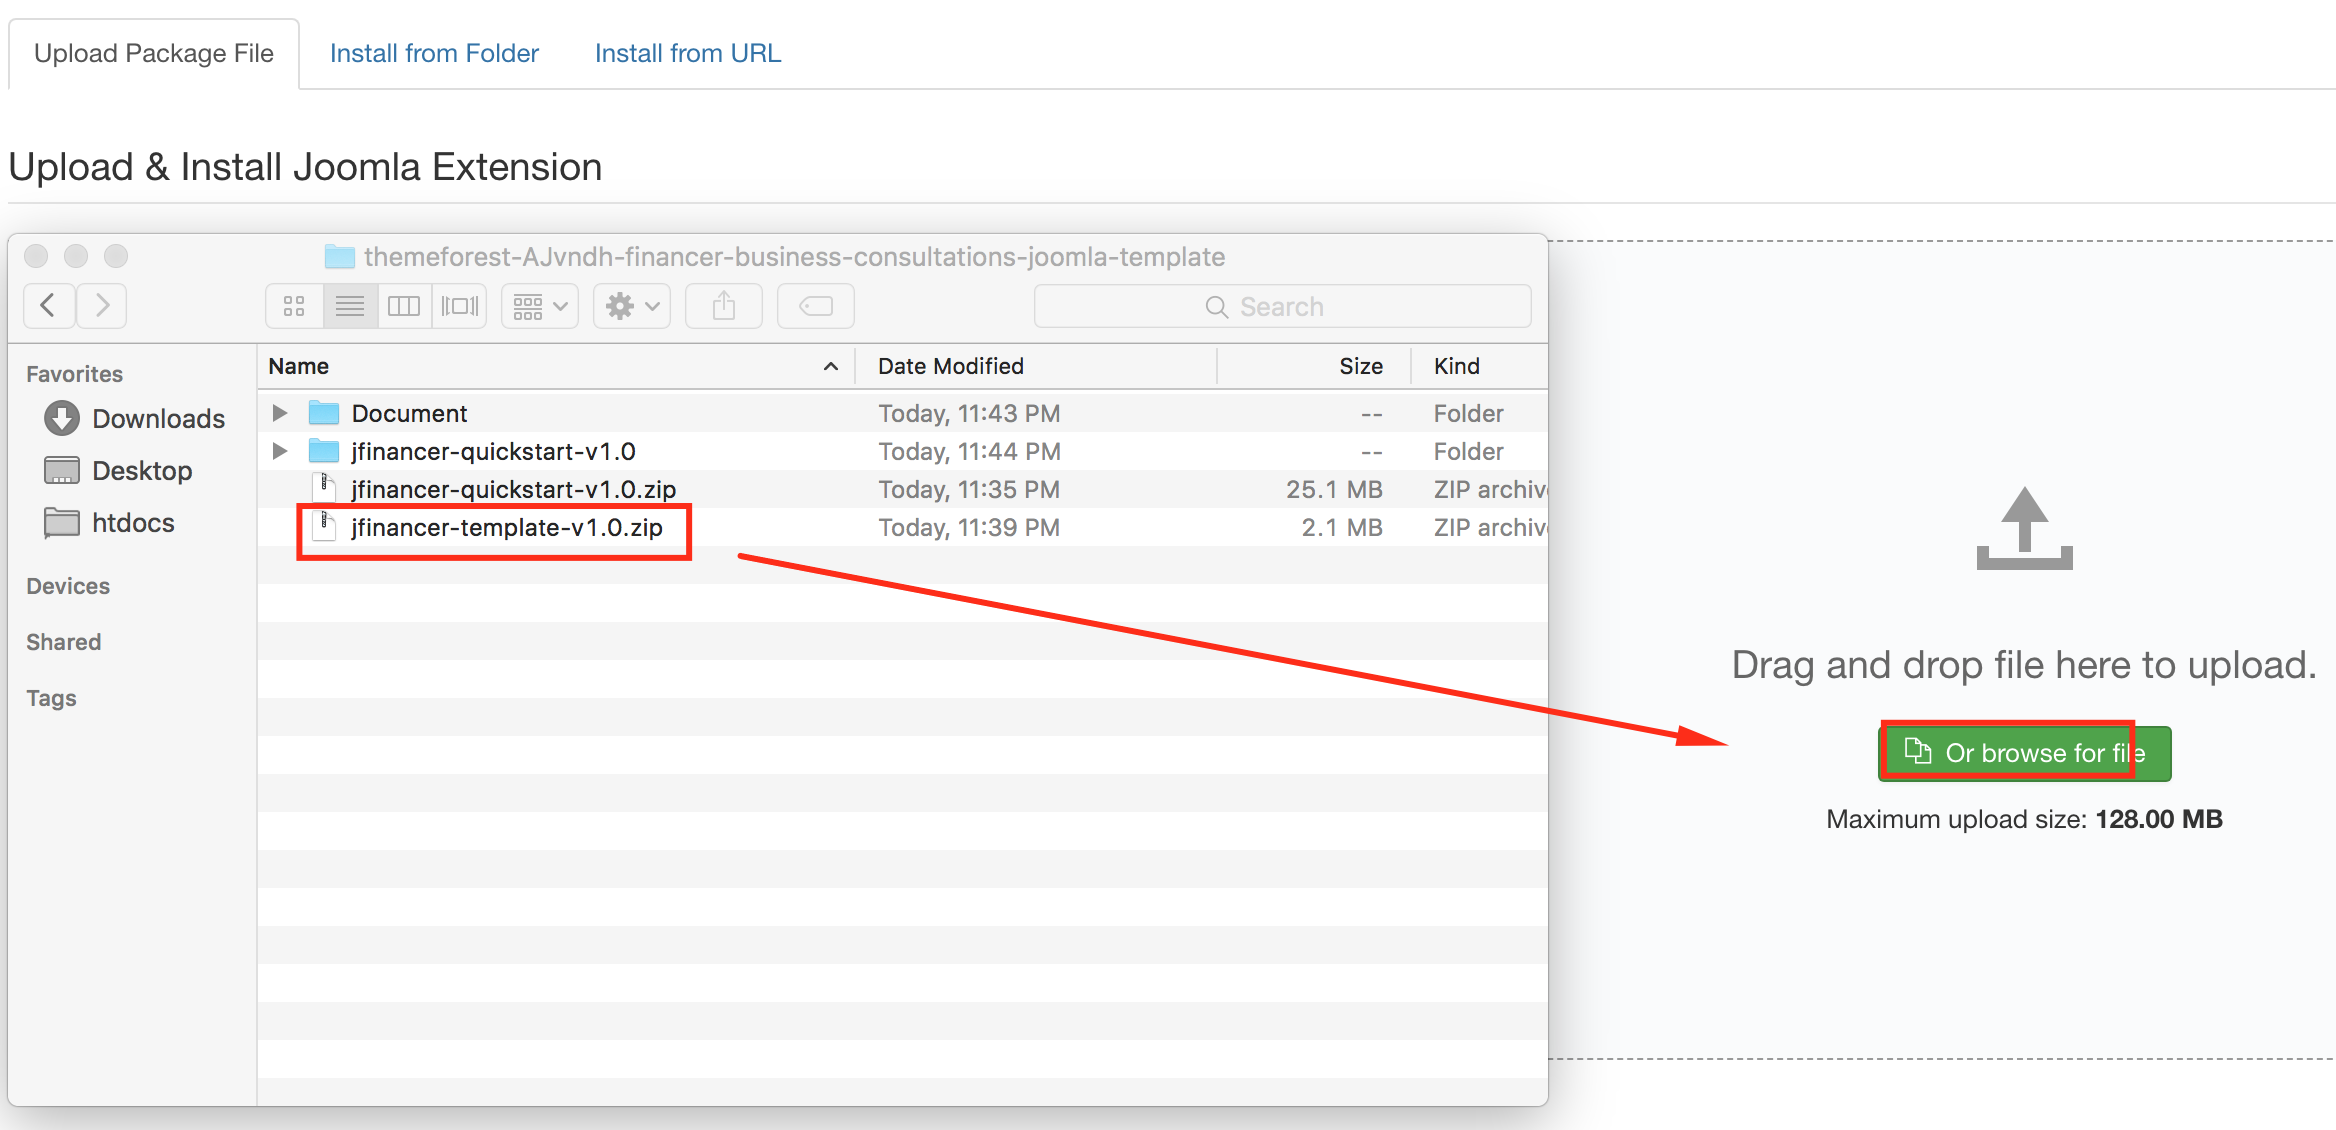 Upload Package File Install from Folder Install from URL
Upload & Install Joomla Extension
themeforest-AJvndh-financer-business-consultations-joomla-template
Search
Favorites
Downloads
Desktop
htdocs
Devices
Shared
Tags
Name Date Modified Size Kind
Document Today, 11:43 PM -- Folder
jfinancer-quickstart-v1.0 Today, 11:44 PM -- Folder
jfinancer-quickstart-v1.0.zip Today, 11:35 PM 25.1 MB ZIP archiv
jfinancer-template-v1.0.zip Today, 11:39 PM 2.1 MB ZIP archiv
Drag and drop file here to upload.
Or browse for file
Maximum upload size: 128.00 MB